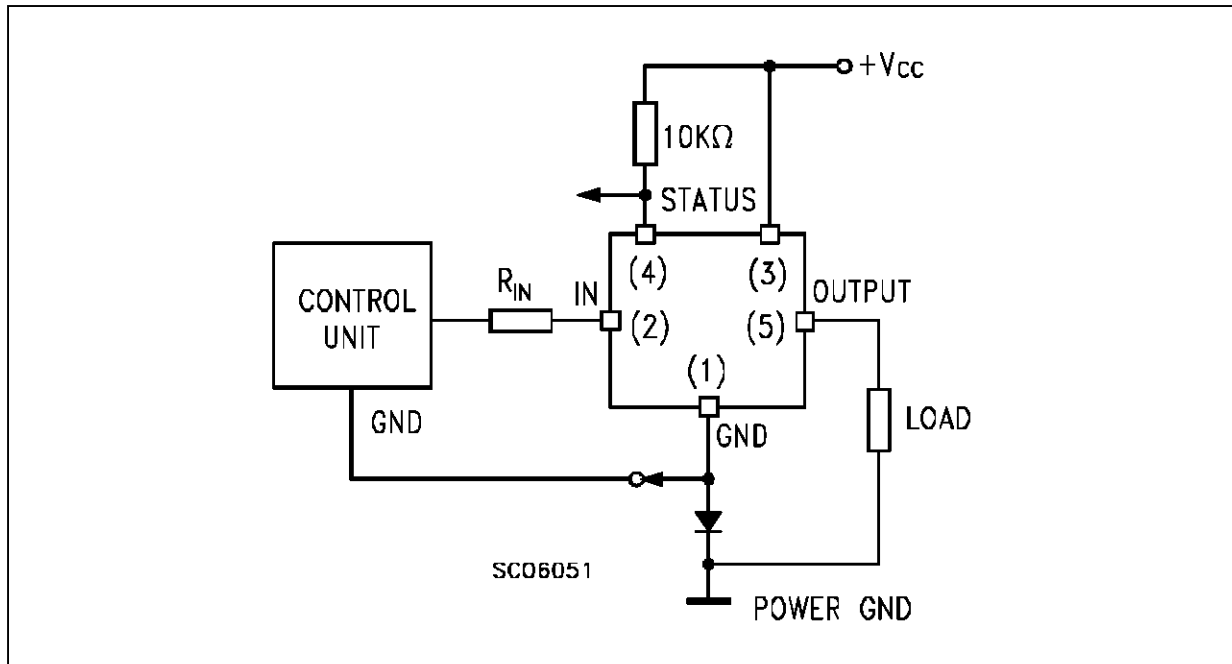 +Vcc
10KΩ
STATUS
(4)
(3)
OUTPUT
CONTROL
UNIT
RIN
IN
(2)
(5)
(1)
GND
GND
LOAD
SC06051
POWER GND